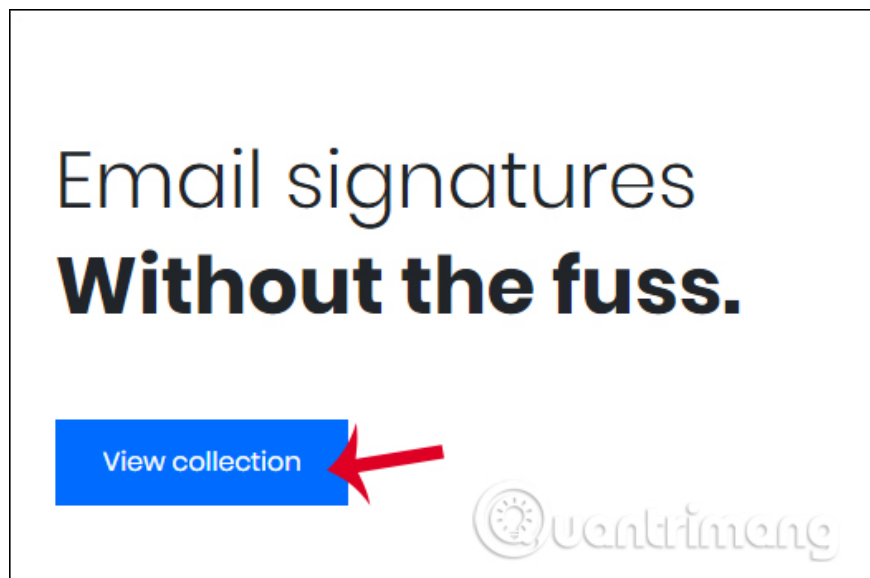 Email signatures
Without the fuss.
View collection
Quantrimang